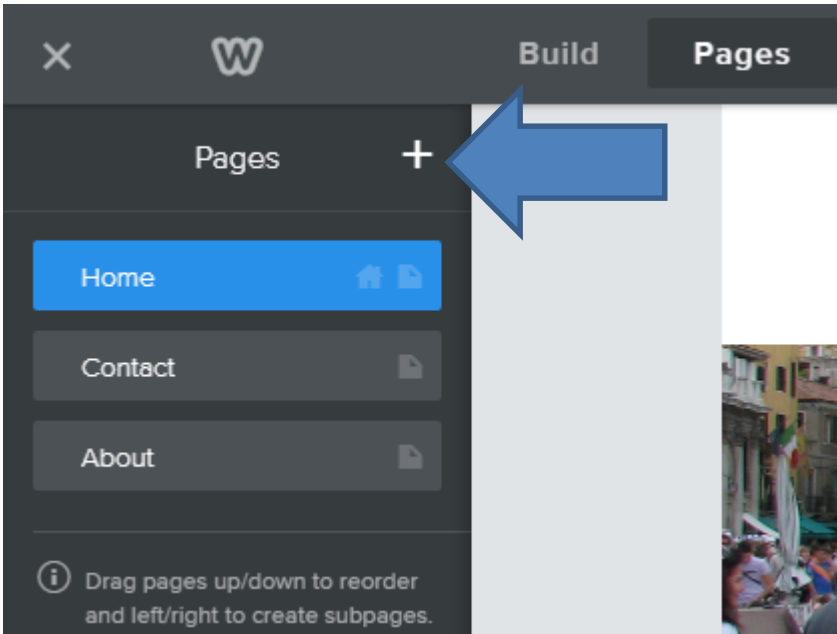 Build Pages
Pages
Home
Contact
About
Drag pages up/down to reorder
and left/right to create subpages.